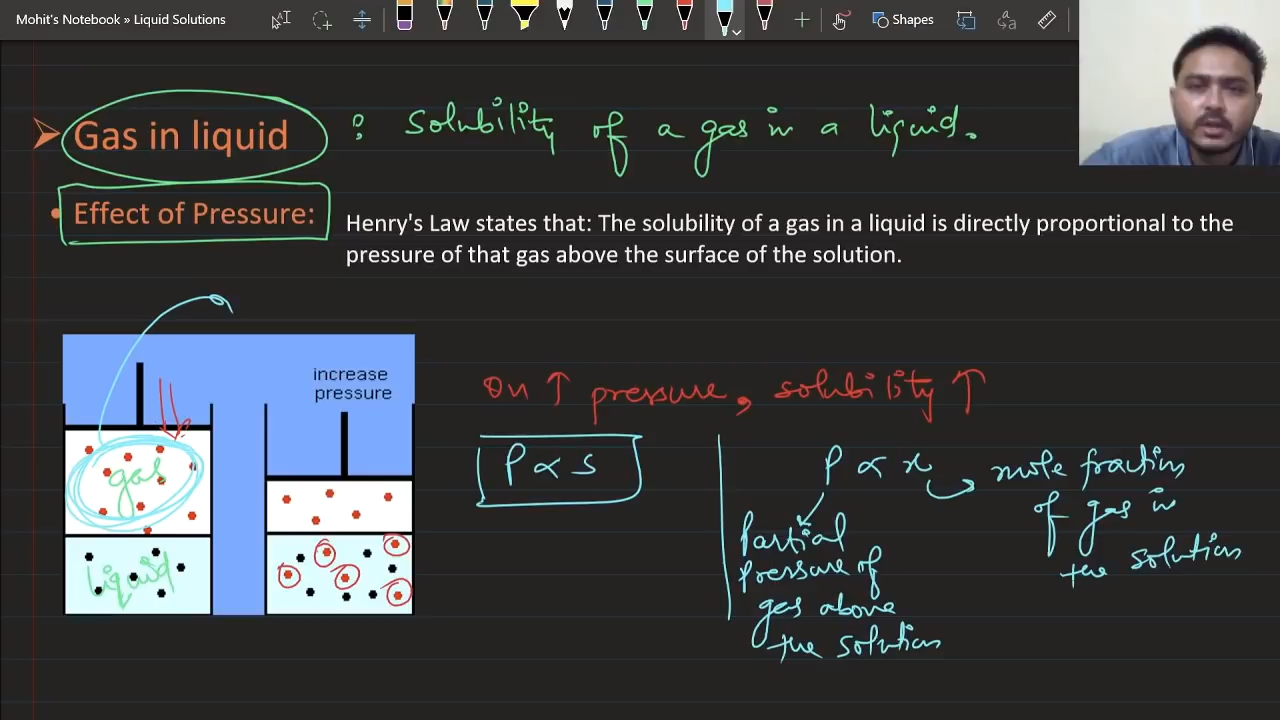 Mohit's Notebook » Liquid Solutions
Shapes
Gas in liquid : Solubility of a gas in a liquid.
• Effect of Pressure:
Henry's Law states that: The solubility of a gas in a liquid is directly proportional to the
pressure of that gas above the surface of the solution.
increase
pressure
gas
liquid
On ↑ pressure, solubility ↑
P ∝ s
P ∝ x
mole fraction
of gas in
the solution
Partial
pressure of
gas above
the solution